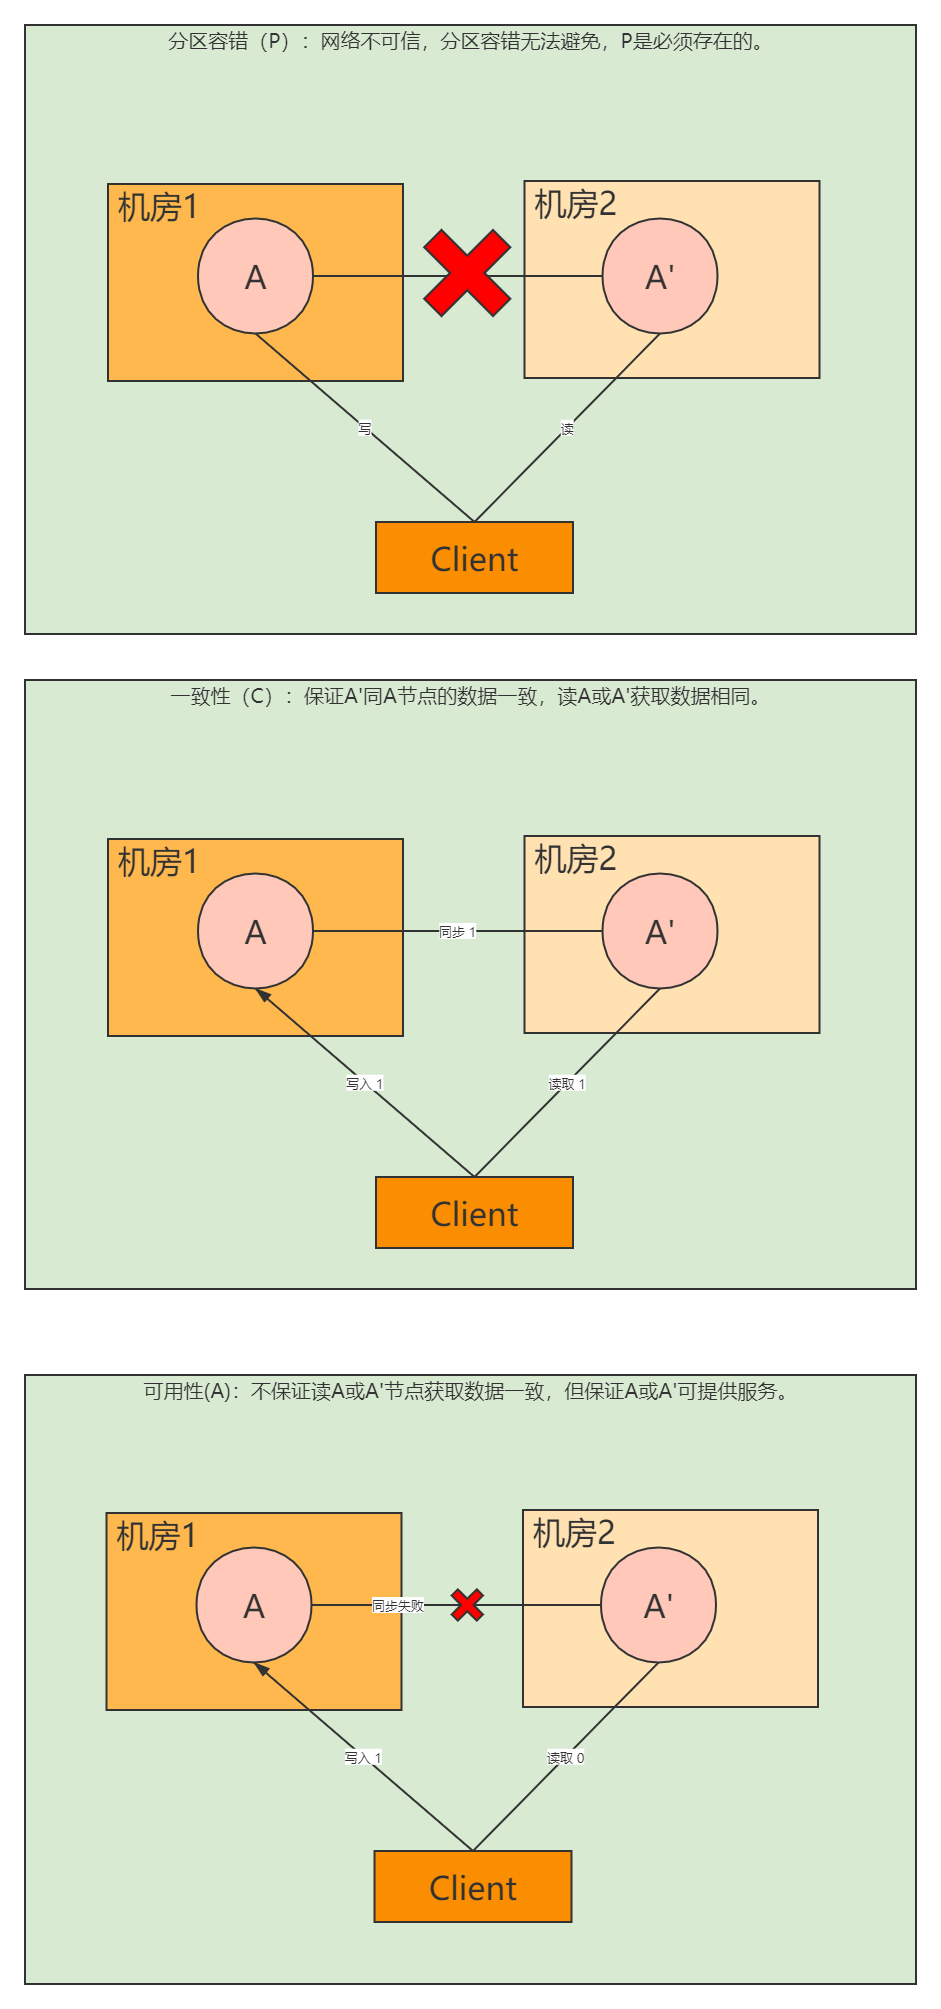 分区容错（P）：网络不可信，分区容错无法避免，P是必须存在的。
机房1
机房2
A
A'
写
读
Client
一致性（C）：保证A'同A节点的数据一致，读A或A'获取数据相同。
机房1
机房2
A
同步 1
A'
写入 1
读取 1
Client
可用性(A)：不保证读A或A'节点获取数据一致，但保证A或A'可提供服务。
机房1
机房2
A
同步失败
A'
写入 1
读取 0
Client